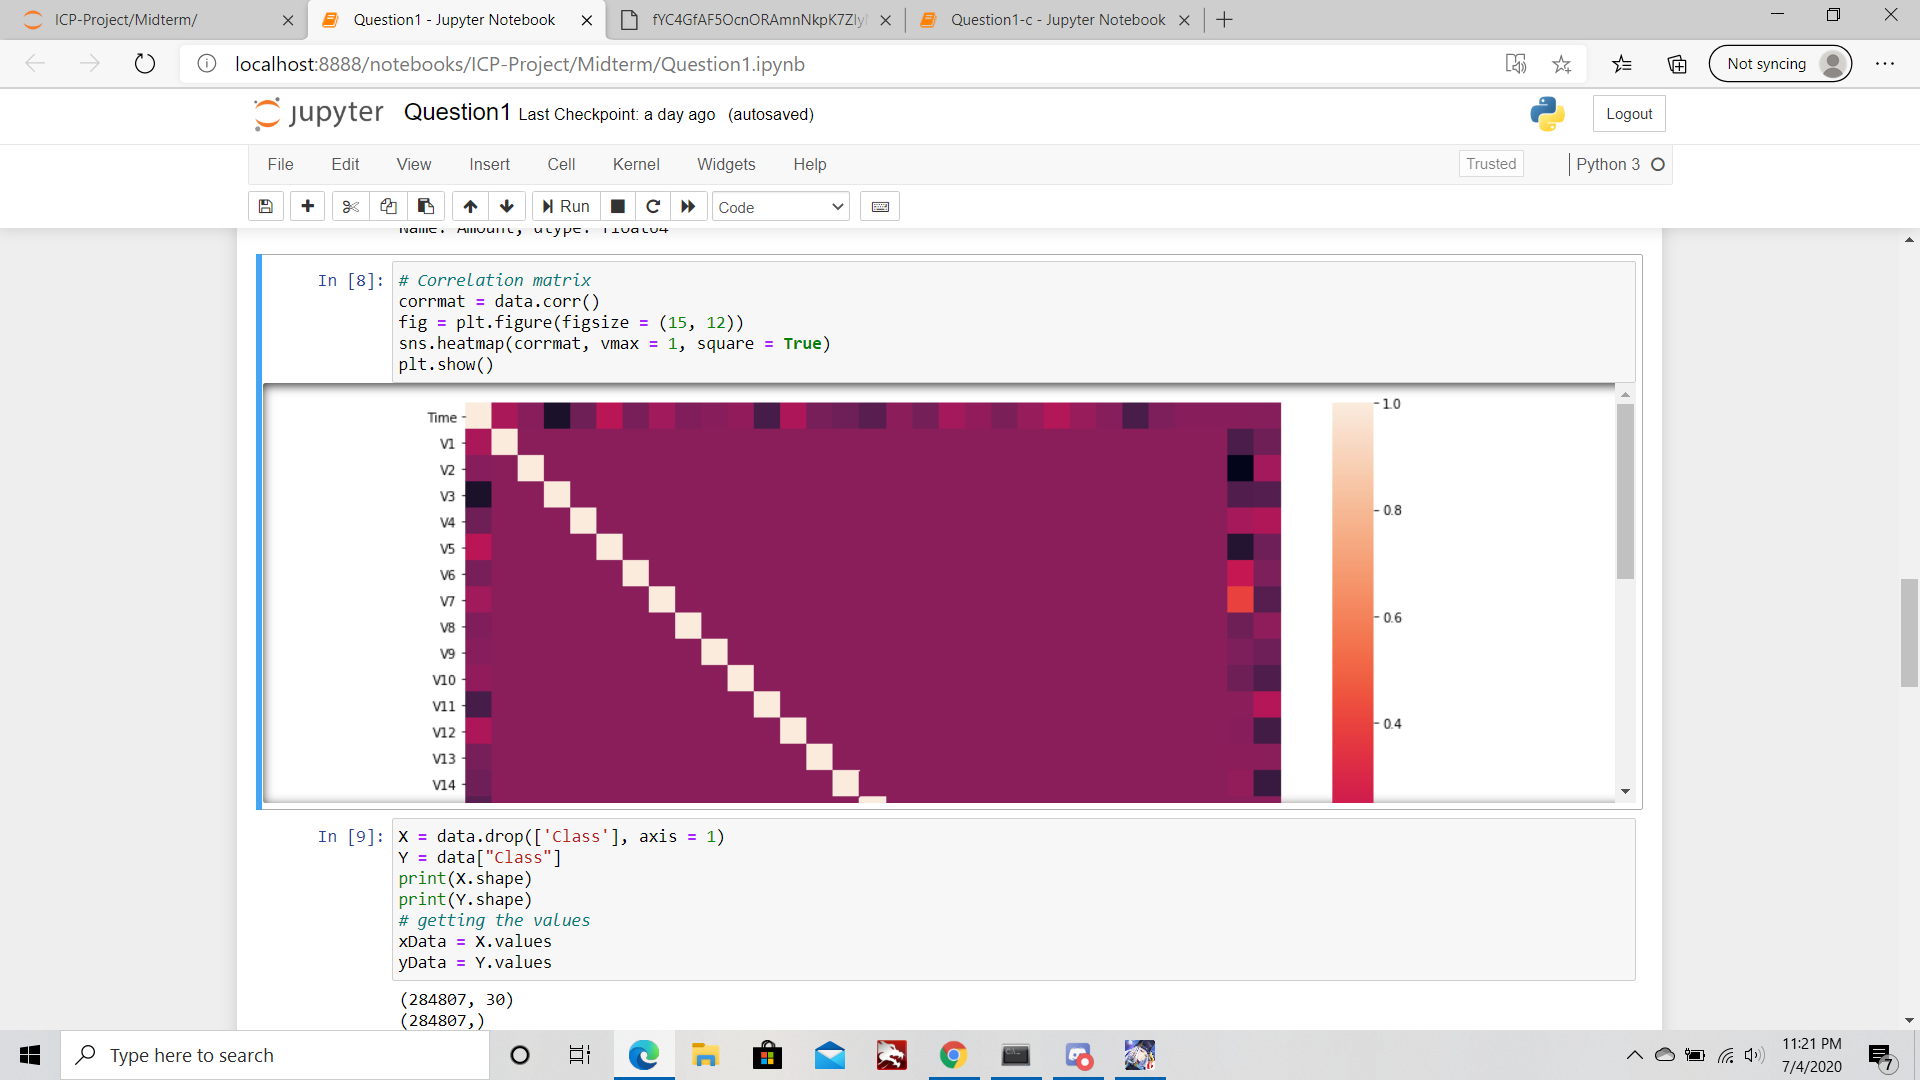 ICP-Project/Midterm/
Question1 - Jupyter Notebook
fYC4GfAF5OcnORAmnNkpK7ZIy
Question1-c - Jupyter Notebook
localhost:8888/notebooks/ICP-Project/Midterm/Question1.ipynb
Not syncing
jupyter Question1 Last Checkpoint: a day ago (autosaved)
Logout
File Edit View Insert Cell Kernel Widgets Help
Trusted
Python 3
Run
Code
Name: Amount, dtype: float64
In [8]:
# Correlation matrix
corrmat = data.corr()
fig = plt.figure(figsize = (15, 12))
sns.heatmap(corrmat, vmax = 1, square = True)
plt.show()
Time
V1
V2
V3
V4
V5
V6
V7
V8
V9
V10
V11
V12
V13
V14
1.0
0.8
0.6
0.4
In [9]:
X = data.drop(['Class'], axis = 1)
Y = data["Class"]
print(X.shape)
print(Y.shape)
# getting the values
xData = X.values
yData = Y.values
(284807, 30)
(284807,)
Type here to search
11:21 PM
7/4/2020
7